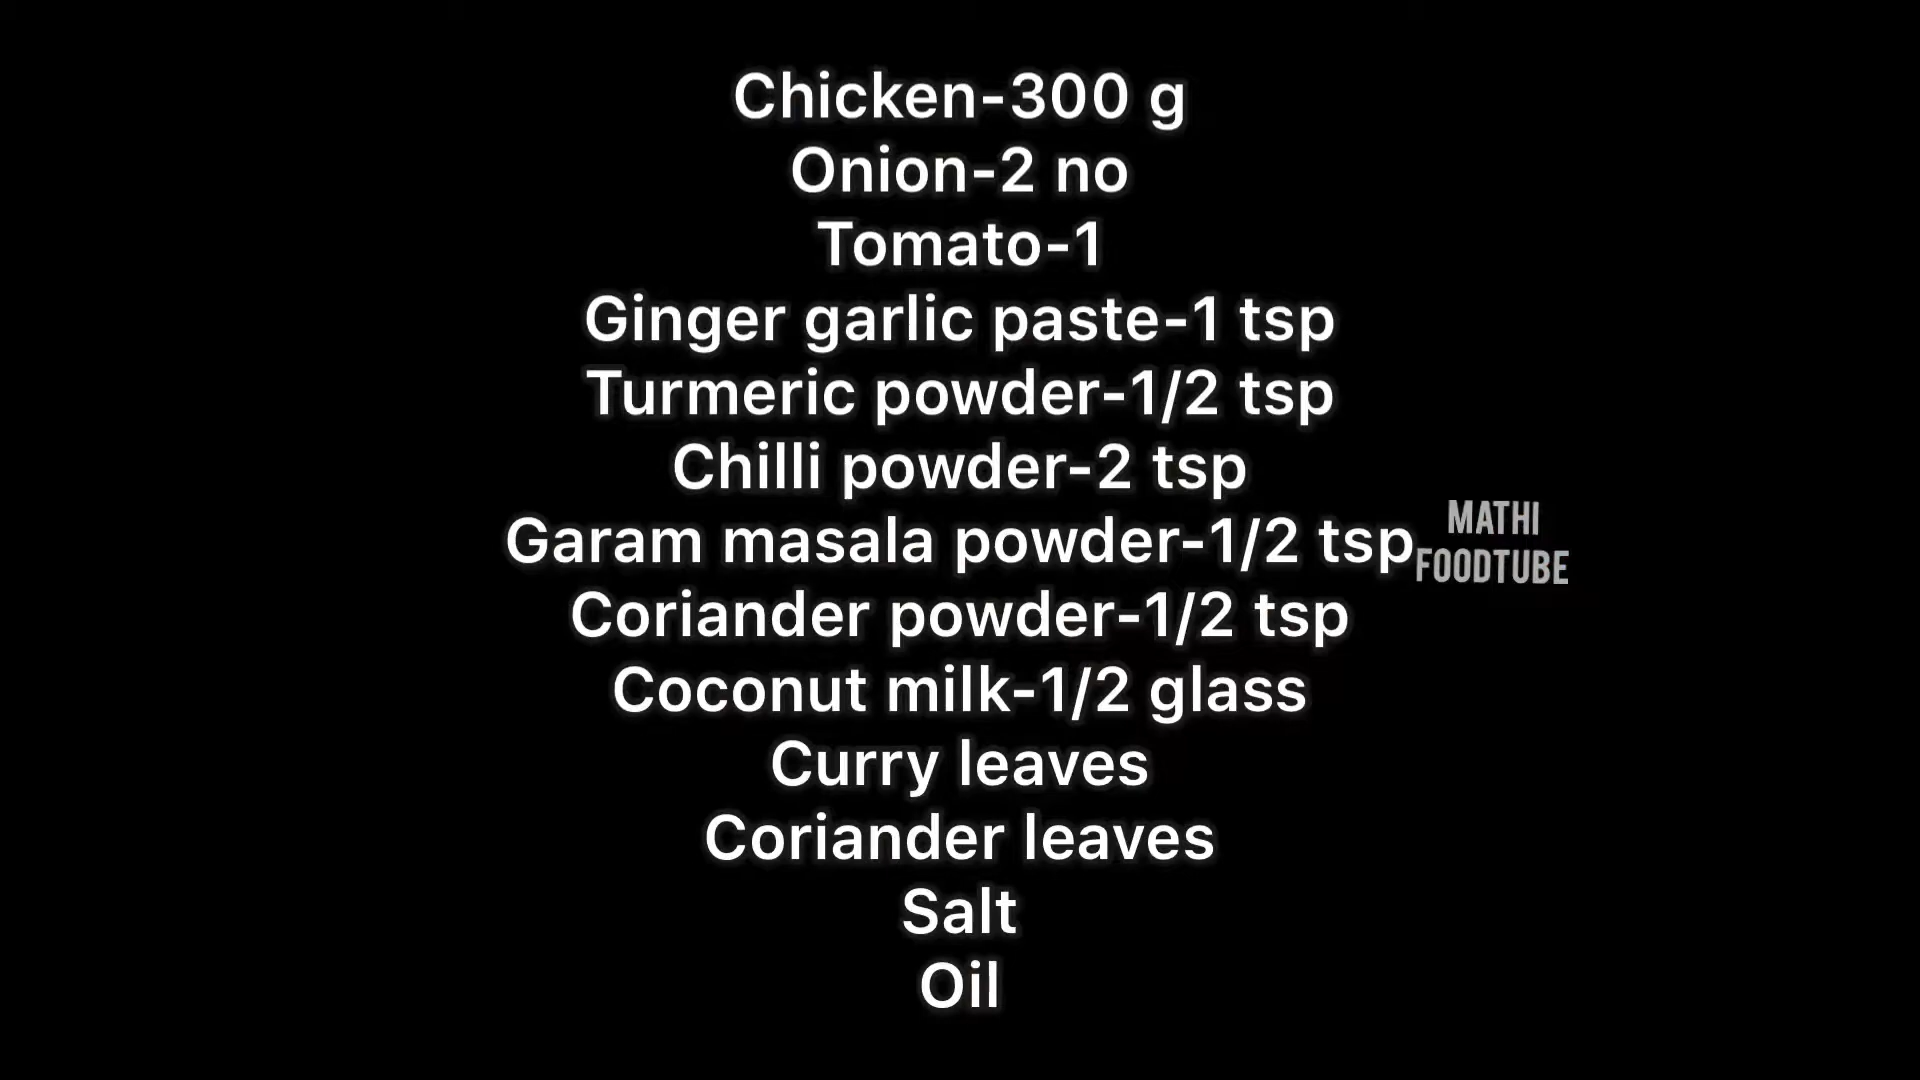 Chicken-300 g
Onion-2 no
Tomato-1
Ginger garlic paste-1 tsp
Turmeric powder-1/2 tsp
Chilli powder-2 tsp
Garam masala powder-1/2 tsp
Coriander powder-1/2 tsp
Coconut milk-1/2 glass
Curry leaves
Coriander leaves
Salt
Oil
MATHI
FOODTUBE